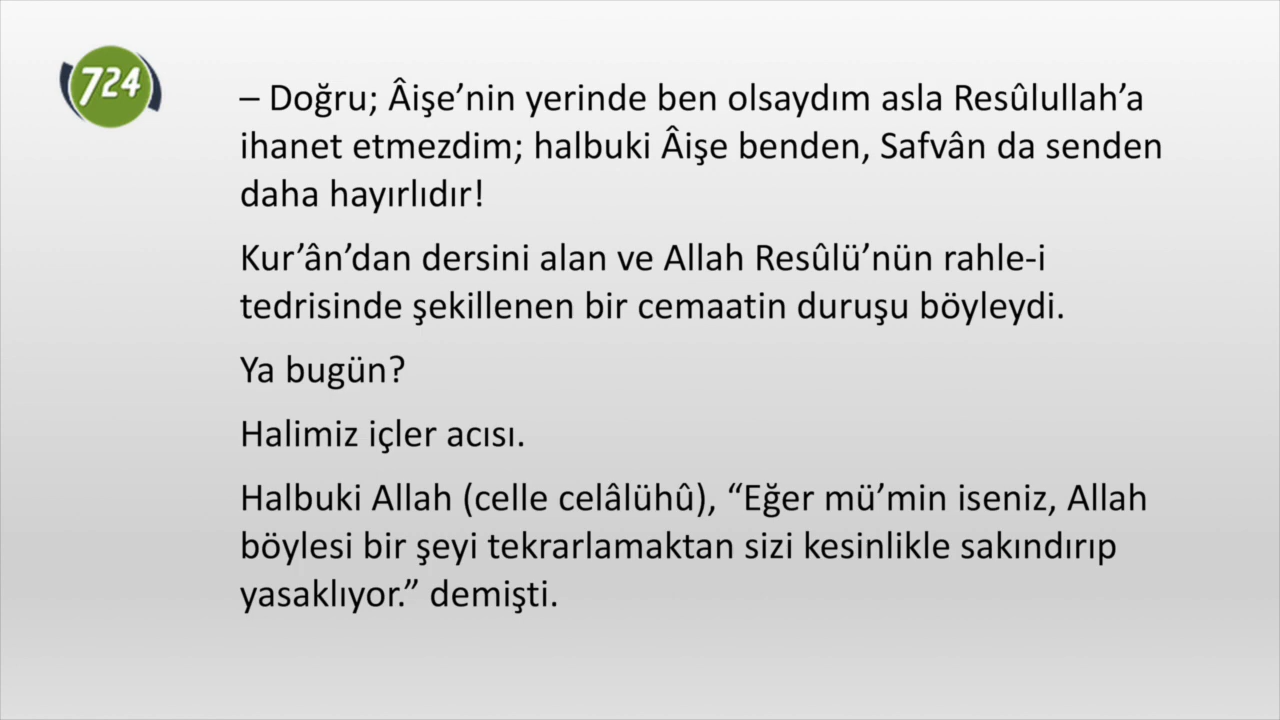 724
– Doğru; Âişe’nin yerinde ben olsaydım asla Resûlullah’a
ihanet etmezdim; halbuki Âişe benden, Safvân da senden
daha hayırlıdır!
Kur’ân’dan dersini alan ve Allah Resûlü’nün rahle-i
tedrisinde şekillenen bir cemaatin duruşu böyleydi.
Ya bugün?
Halimiz içler acısı.
Halbuki Allah (celle celâlühû), “Eğer mü’min iseniz, Allah
böylesi bir şeyi tekrarlamaktan sizi kesinlikle sakındırıp
yasaklıyor.” demişti.